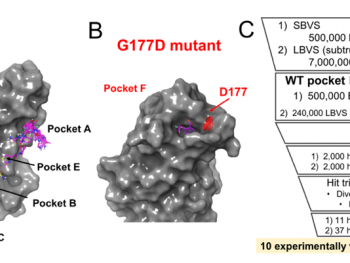 B
G177D mutant
Pocket F
D177
Pocket A
Pocket E
Pocket B
C
C
1) SBVS
500,000
2) LBVS (subtr
7,000,000
WT pocket
1) 500,000
2) 240,000 LBVS
1) 2,000 h
2) 2,000 h
Hit tri
• Dive
•
1) 11 h
2) 37 h
10 experimentally v